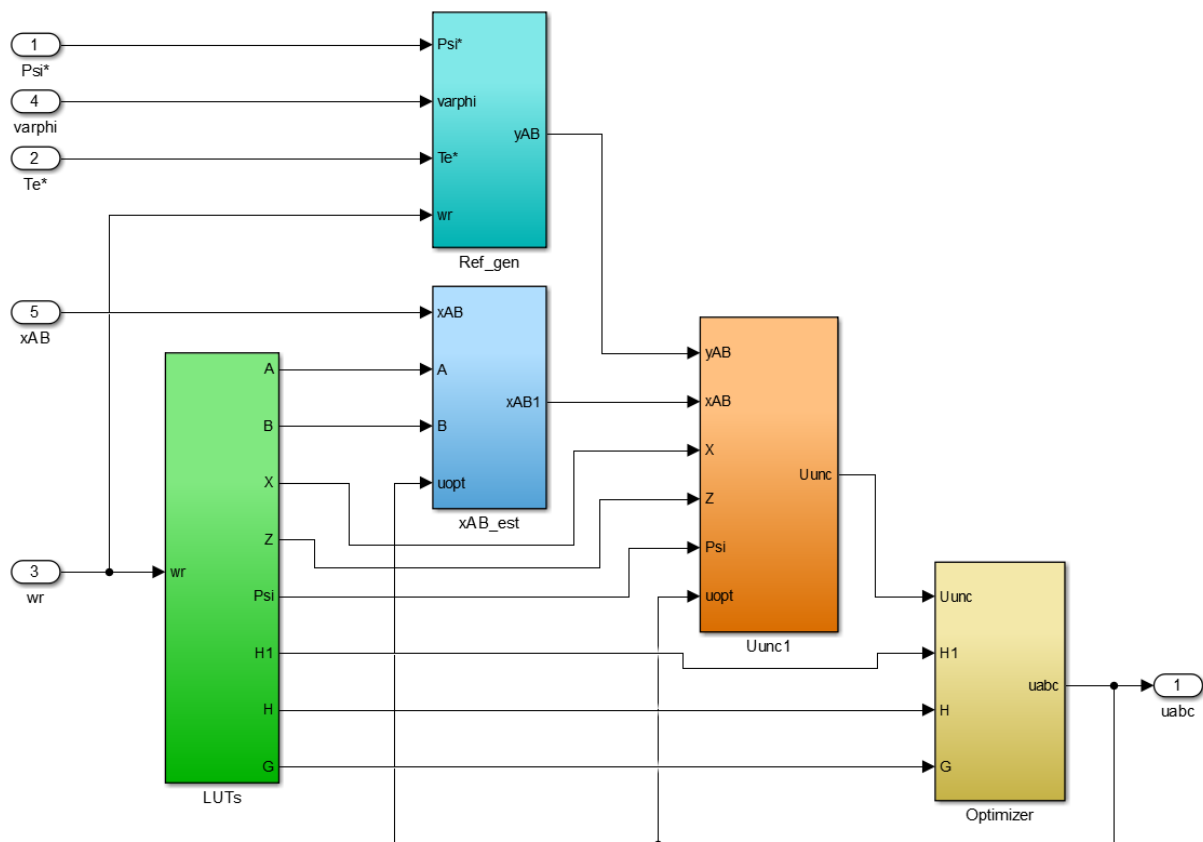 1
Psi*
4
varphi
2
Te*
Psi*
varphi
Te*
wr
yAB
Ref_gen
5
xAB
xAB
A
B
uopt
xAB1
xAB_est
3
wr
wr
A
B
X
Z
Psi
H1
H
G
LUTs
yAB
xAB
X
Z
Psi
uopt
Uunc
Uunc1
Uunc
H1
H
G
uabc
Optimizer
1
uabc